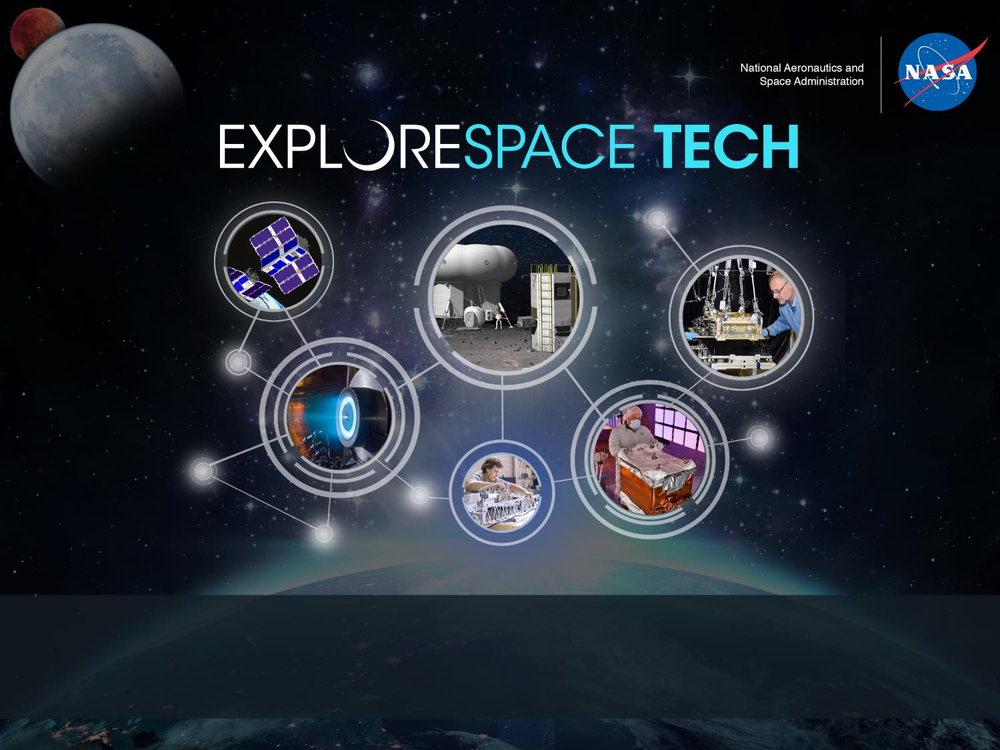 National Aeronautics and
Space Administration
NASA
EXPLORESPACE TECH